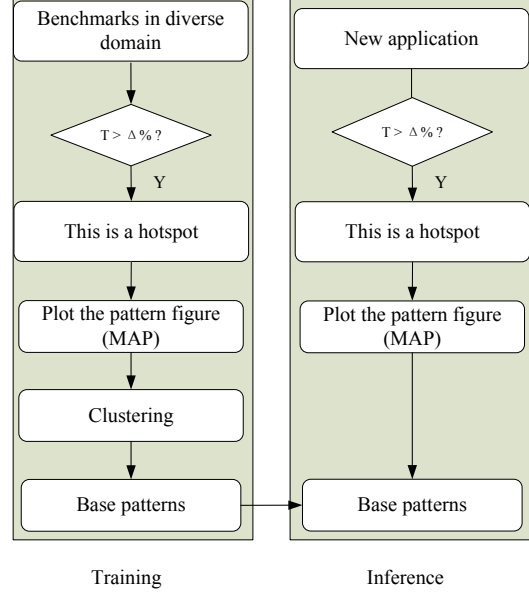 Benchmarks in diverse
domain
T > Δ% ?
Y
This is a hotspot
Plot the pattern figure
(MAP)
Clustering
Base patterns
Training
New application
T > Δ% ?
Y
This is a hotspot
Plot the pattern figure
(MAP)
Base patterns
Inference